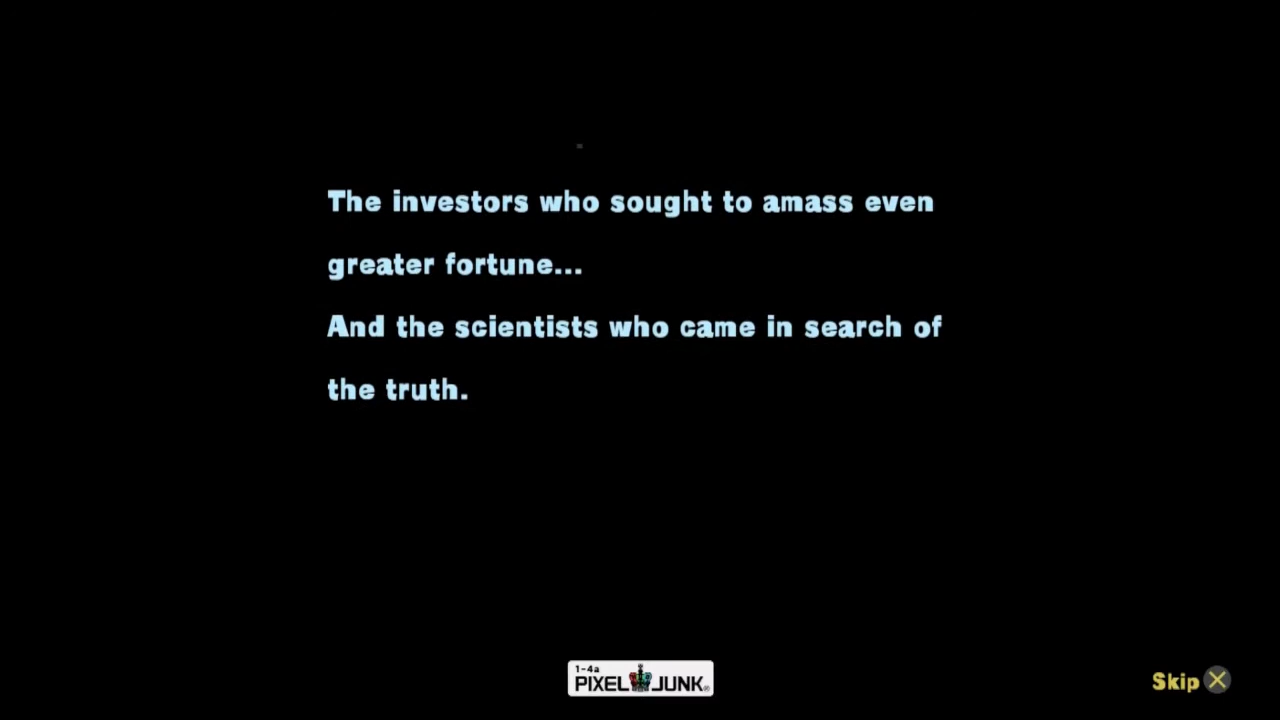 The investors who sought to amass even
greater fortune...
And the scientists who came in search of
the truth.
1-4a
PIXEL JUNK®
Skip